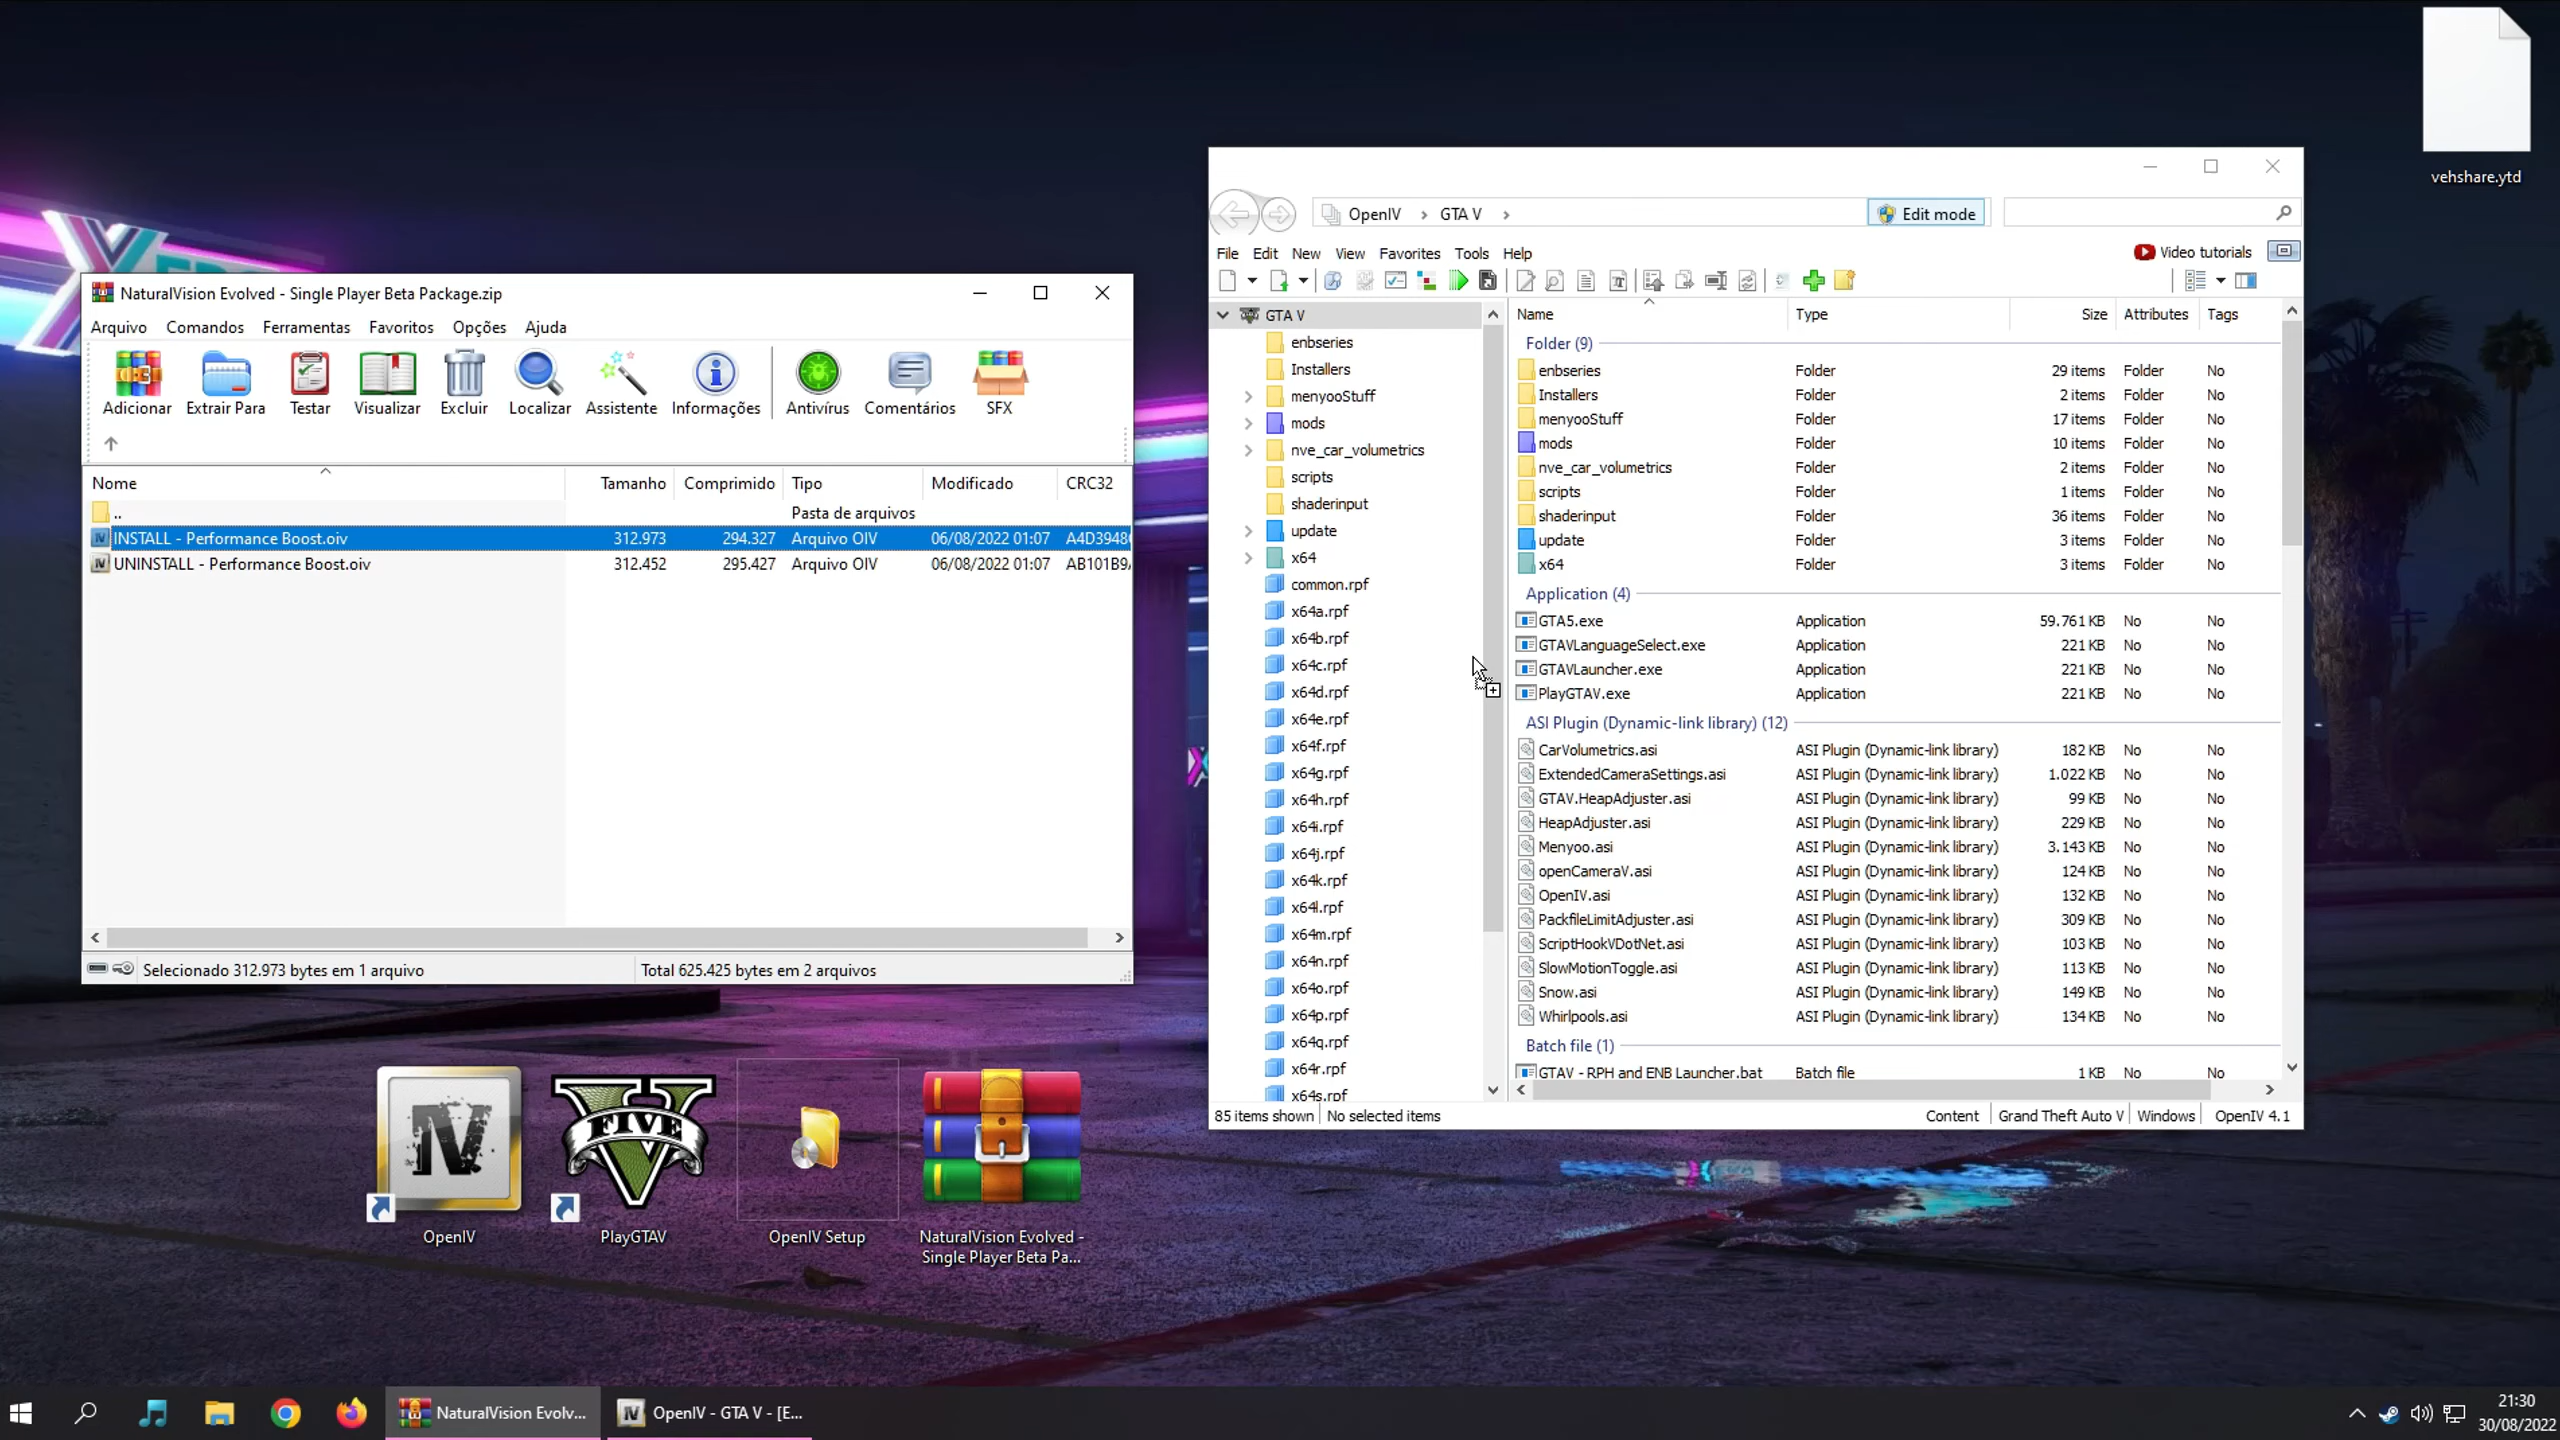 vehshare.ytd
NaturalVision Evolved - Single Player Beta Package.zip
Arquivo Comandos Ferramentas Favoritos Opções Ajuda
Adicionar Extrair Para Testar Visualizar Excluir Localizar Assistente Informações Antivírus Comentários SFX
Nome Tamanho Comprimido Tipo Modificado CRC32
.. Pasta de arquivos
INSTALL - Performance Boost.oiv 312.973 294.327 Arquivo OIV 06/08/2022 01:07
UNINSTALL - Performance Boost.oiv 312.452 295.427 Arquivo OIV 06/08/2022 01:07
Selecionado 312.973 bytes em 1 arquivo Total 625.425 bytes em 2 arquivos
OpenIV GTA V Edit mode
File Edit New View Favorites Tools Help Video tutorials
GTA V
enbseries
Installers
menyooStuff
mods
nve_car_volumetrics
scripts
shaderinput
update
x64
common.rpf
x64a.rpf
x64b.rpf
x64c.rpf
x64d.rpf
x64e.rpf
x64f.rpf
x64g.rpf
x64h.rpf
x64i.rpf
x64j.rpf
x64k.rpf
x64l.rpf
x64m.rpf
x64n.rpf
x64o.rpf
x64p.rpf
x64q.rpf
x64r.rpf
x64s.rpf
Name Type Size Attributes Tags
Folder (9)
enbseries Folder 29 items Folder No
Installers Folder 2 items Folder No
menyooStuff Folder 17 items Folder No
mods Folder 10 items Folder No
nve_car_volumetrics Folder 2 items Folder No
scripts Folder 1 items Folder No
shaderinput Folder 36 items Folder No
update Folder 3 items Folder No
x64 Folder 3 items Folder No
Application (4)
GTA5.exe Application 59.761 KB No No
GTAVLanguageSelect.exe Application 221 KB No No
GTAVLauncher.exe Application 221 KB No No
PlayGTAV.exe Application 221 KB No No
ASI Plugin (Dynamic-link library) (12)
CarVolumetrics.asi ASI Plugin (Dynamic-link library) 182 KB No No
ExtendedCameraSettings.asi ASI Plugin (Dynamic-link library) 1.022 KB No No
GTAV.HeapAdjuster.asi ASI Plugin (Dynamic-link library) 99 KB No No
HeapAdjuster.asi ASI Plugin (Dynamic-link library) 229 KB No No
Menyoo.asi ASI Plugin (Dynamic-link library) 3.143 KB No No
openCameraV.asi ASI Plugin (Dynamic-link library) 124 KB No No
OpenIV.asi ASI Plugin (Dynamic-link library) 132 KB No No
PackfileLimitAdjuster.asi ASI Plugin (Dynamic-link library) 309 KB No No
ScriptHookVDotNet.asi ASI Plugin (Dynamic-link library) 103 KB No No
SlowMotionToggle.asi ASI Plugin (Dynamic-link library) 113 KB No No
Snow.asi ASI Plugin (Dynamic-link library) 149 KB No No
Whirlpools.asi ASI Plugin (Dynamic-link library) 134 KB No No
Batch file (1)
GTAV - RPH and ENB Launcher.bat Batch file 1 KB No No
85 items shown No selected items Content Grand Theft Auto V Windows OpenIV 4.1
FIVE
OpenIV
PlayGTAV
OpenIV Setup
NaturalVision Evolved -
Single Player Beta Pa...
NaturalVision Evolv...
OpenIV - GTA V - [E...
21:30
30/08/2022